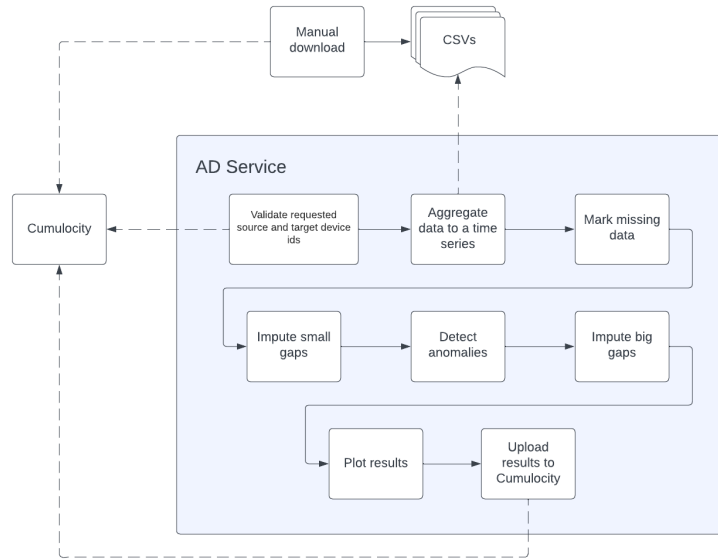 Manual
download
CSVs
AD Service
Cumulocity
Validate requested
source and target device
ids
Aggregate
data to a time
series
Mark missing
data
Impute small
gaps
Detect
anomalies
Impute big
gaps
Plot results
Upload
results to
Cumulocity